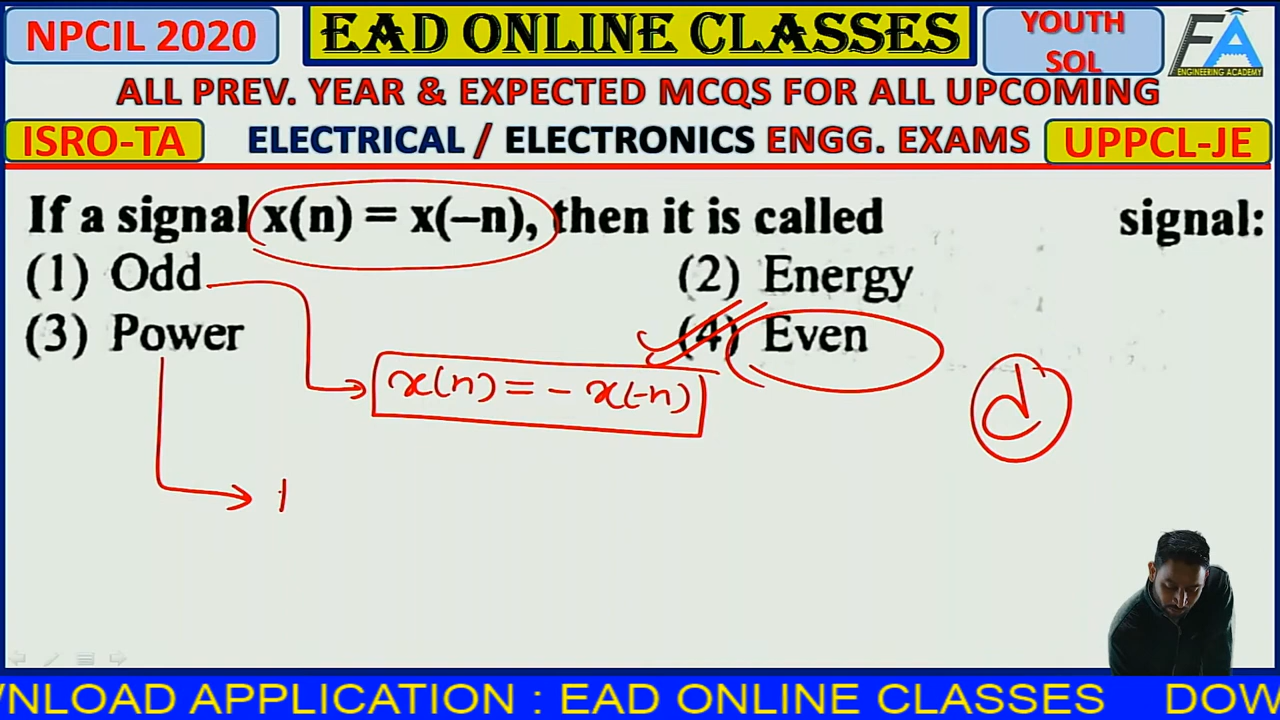 NPCIL 2020
EAD ONLINE CLASSES
YOUTH
SOL
EA
ENGINEERING ACADEMY
ALL PREV. YEAR & EXPECTED MCQS FOR ALL UPCOMING
ISRO-TA
ELECTRICAL / ELECTRONICS ENGG. EXAMS
UPPCL-JE
If a signal x(n) = x(–n), then it is called signal:
(1) Odd
(2) Energy
(3) Power
(4) Even
x(n) = - x(-n)
d
WNLOAD APPLICATION : EAD ONLINE CLASSES DOW